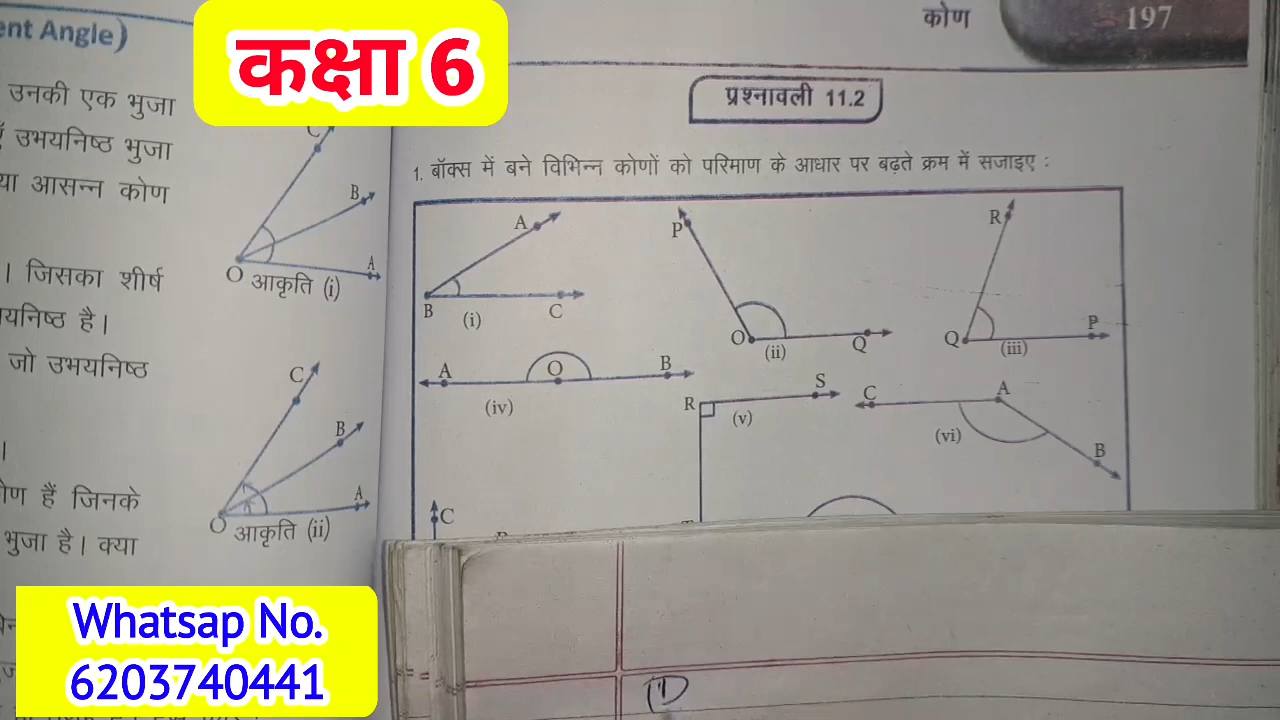 कोण 197
ent Angle)
कक्षा 6
उनकी एक भुजा
उभयनिष्ठ भुजा
या आसन्न कोण
C
B
A
O
आकृति (i)
। जिसका शीर्ष
यनिष्ठ है।
जो उभयनिष्ठ
C
B
A
O
आकृति (ii)
।
कोण हैं जिनके
भुजा है। क्या
Whatsap No.
6203740441
प्रश्नावली 11.2
1. बॉक्स में बने विभिन्न कोणों को परिमाण के आधार पर बढ़ते क्रम में सजाइए :
A
B
C
(i)
P
O
Q
(ii)
R
Q
P
(iii)
A O B
(iv)
R
S
(v)
C A
B
(vi)
C
(1)